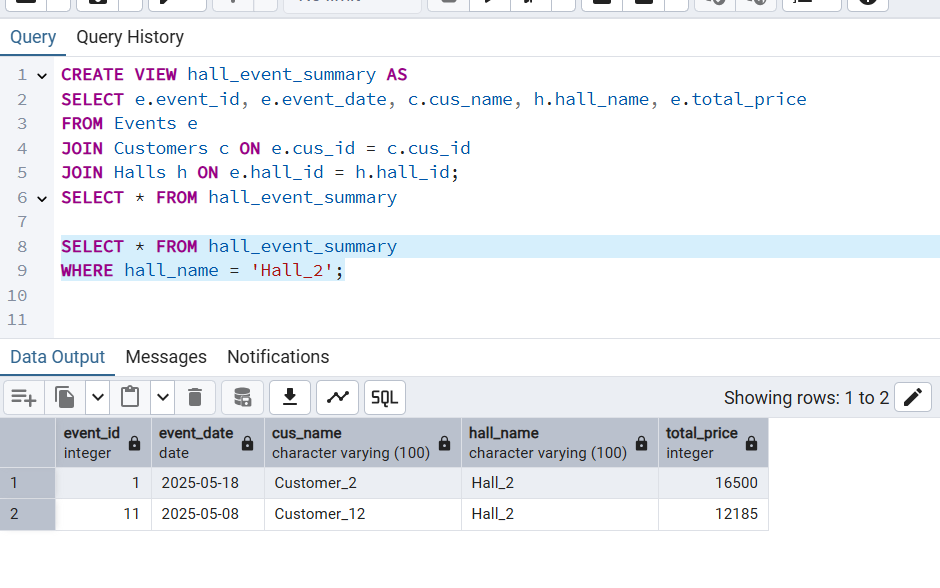 Query Query History
1 CREATE VIEW hall_event_summary AS
2 SELECT e.event_id, e.event_date, c.cus_name, h.hall_name, e.total_price
3 FROM Events e
4 JOIN Customers c ON e.cus_id = c.cus_id
5 JOIN Halls h ON e.hall_id = h.hall_id;
6 SELECT * FROM hall_event_summary
7
8 SELECT * FROM hall_event_summary
9 WHERE hall_name = 'Hall_2';
10
11
Data Output Messages Notifications
SQL Showing rows: 1 to 2
event_id event_date cus_name hall_name total_price
integer date character varying (100) character varying (100) integer
1 1 2025-05-18 Customer_2 Hall_2 16500
2 11 2025-05-08 Customer_12 Hall_2 12185